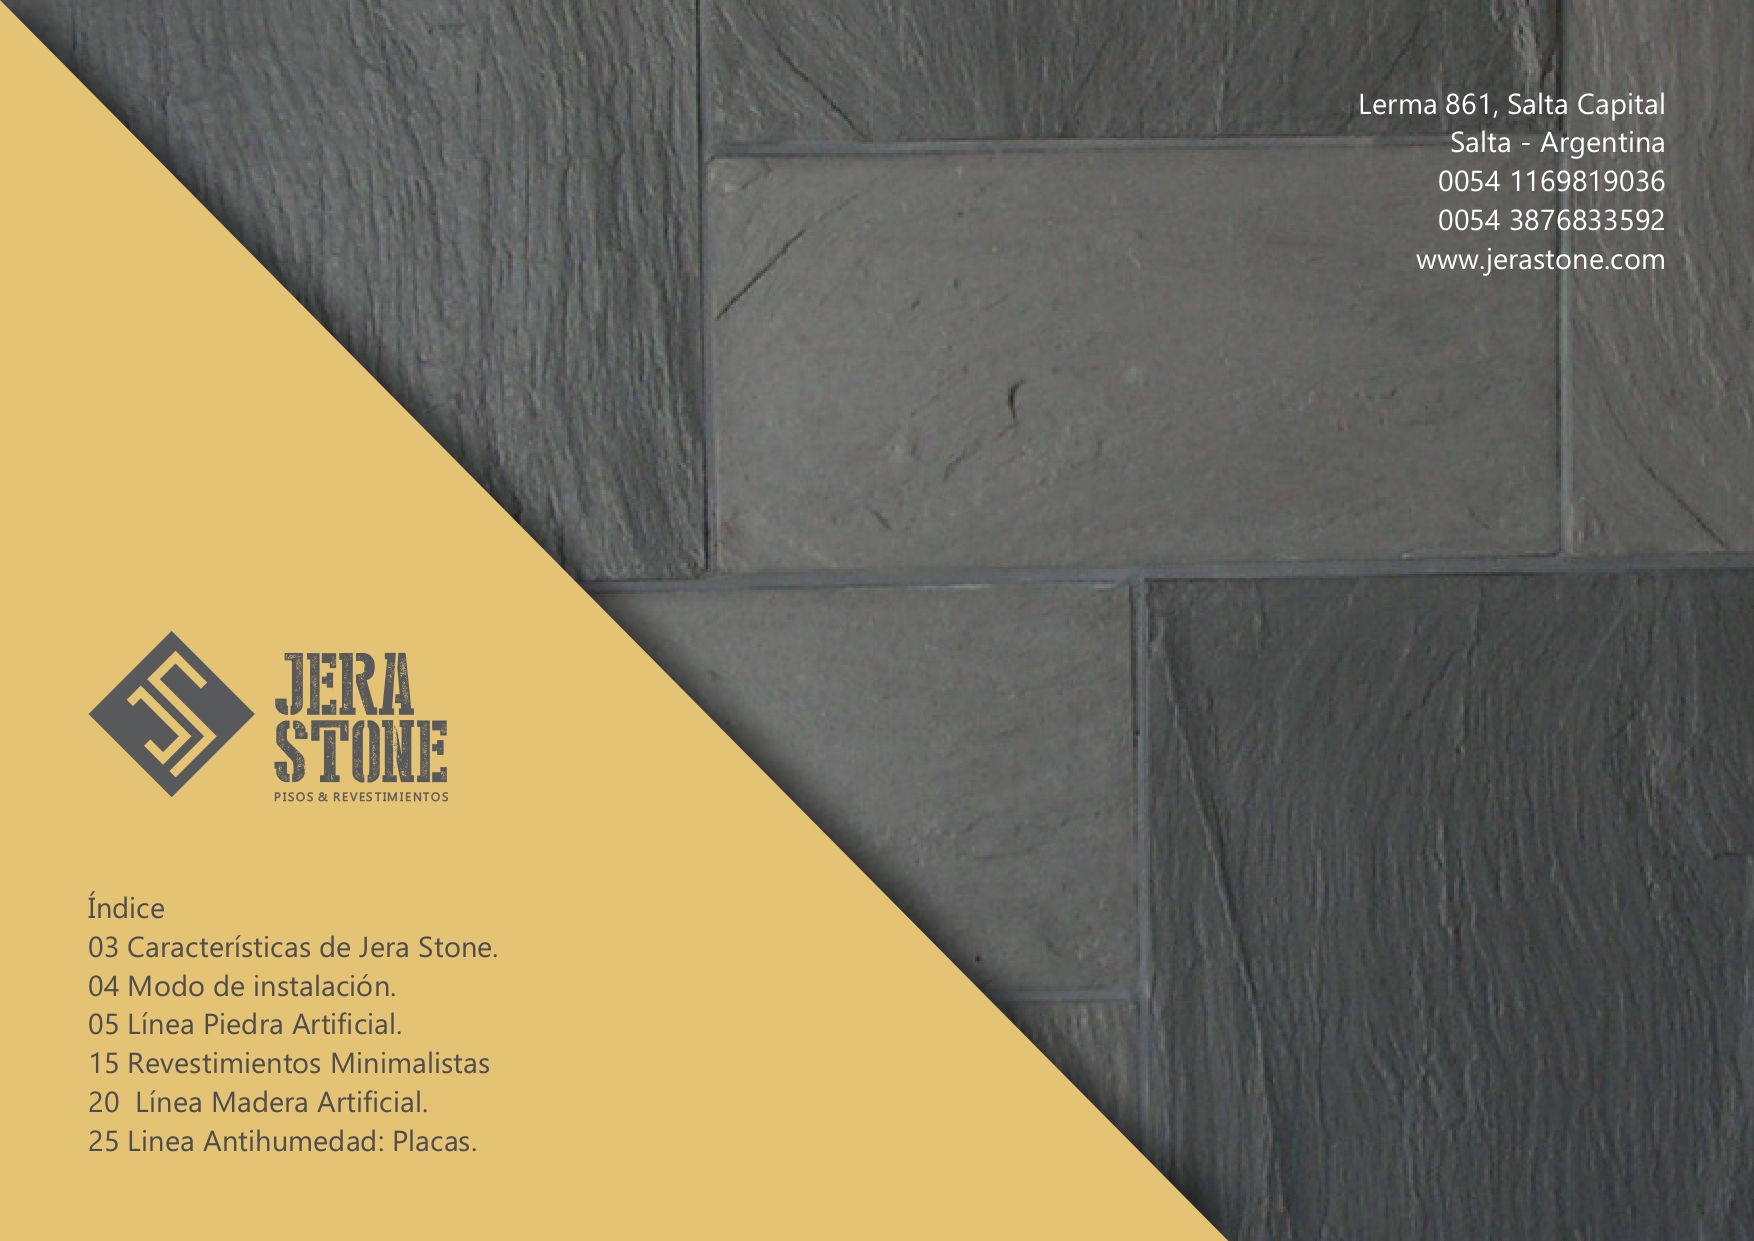 Lerma 861, Salta Capital
Salta - Argentina
0054 1169819036
0054 3876833592
www.jerastone.com
JS
JERA
STONE
PISOS & REVESTIMIENTOS
Índice
03 Características de Jera Stone.
04 Modo de instalación.
05 Línea Piedra Artificial.
15 Revestimientos Minimalistas
20  Línea Madera Artificial.
25 Linea Antihumedad: Placas.